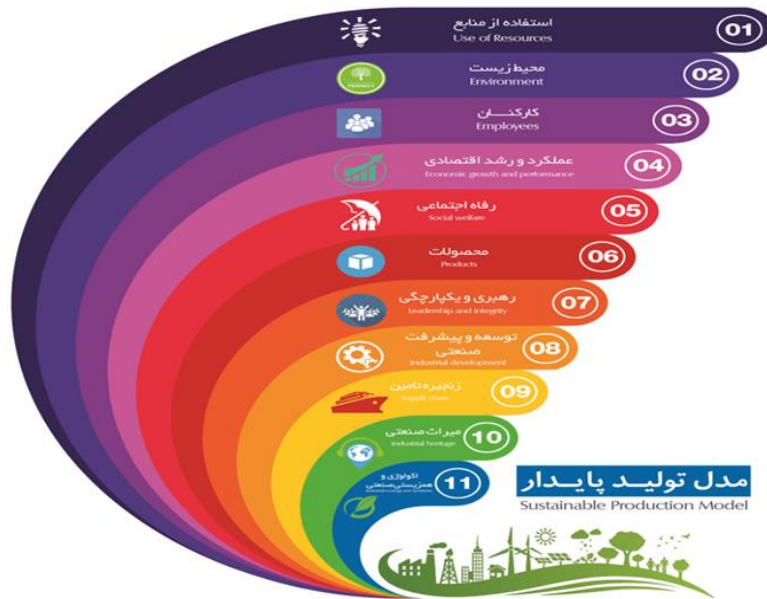 استفاده از منابع
Use of Resources
01
محیط زیست
Environment
02
کارکنـــان
Employees
03
عملکرد و رشد اقتصادی
Economic growth and performance
04
رفاه اجتماعی
Social welfare
05
محصولات
Products
06
رهبری و یکپارچگی
Leadership and integrity
07
توسعه و پیشرفت
صنعتی
Industrial development
08
زنجیره تامین
Supply chain
09
میراث صنعتی
Industrial heritage
10
اکولوژی و
همزیستی صنعتی
11
مدل تولید پایدار
Sustainable Production Model